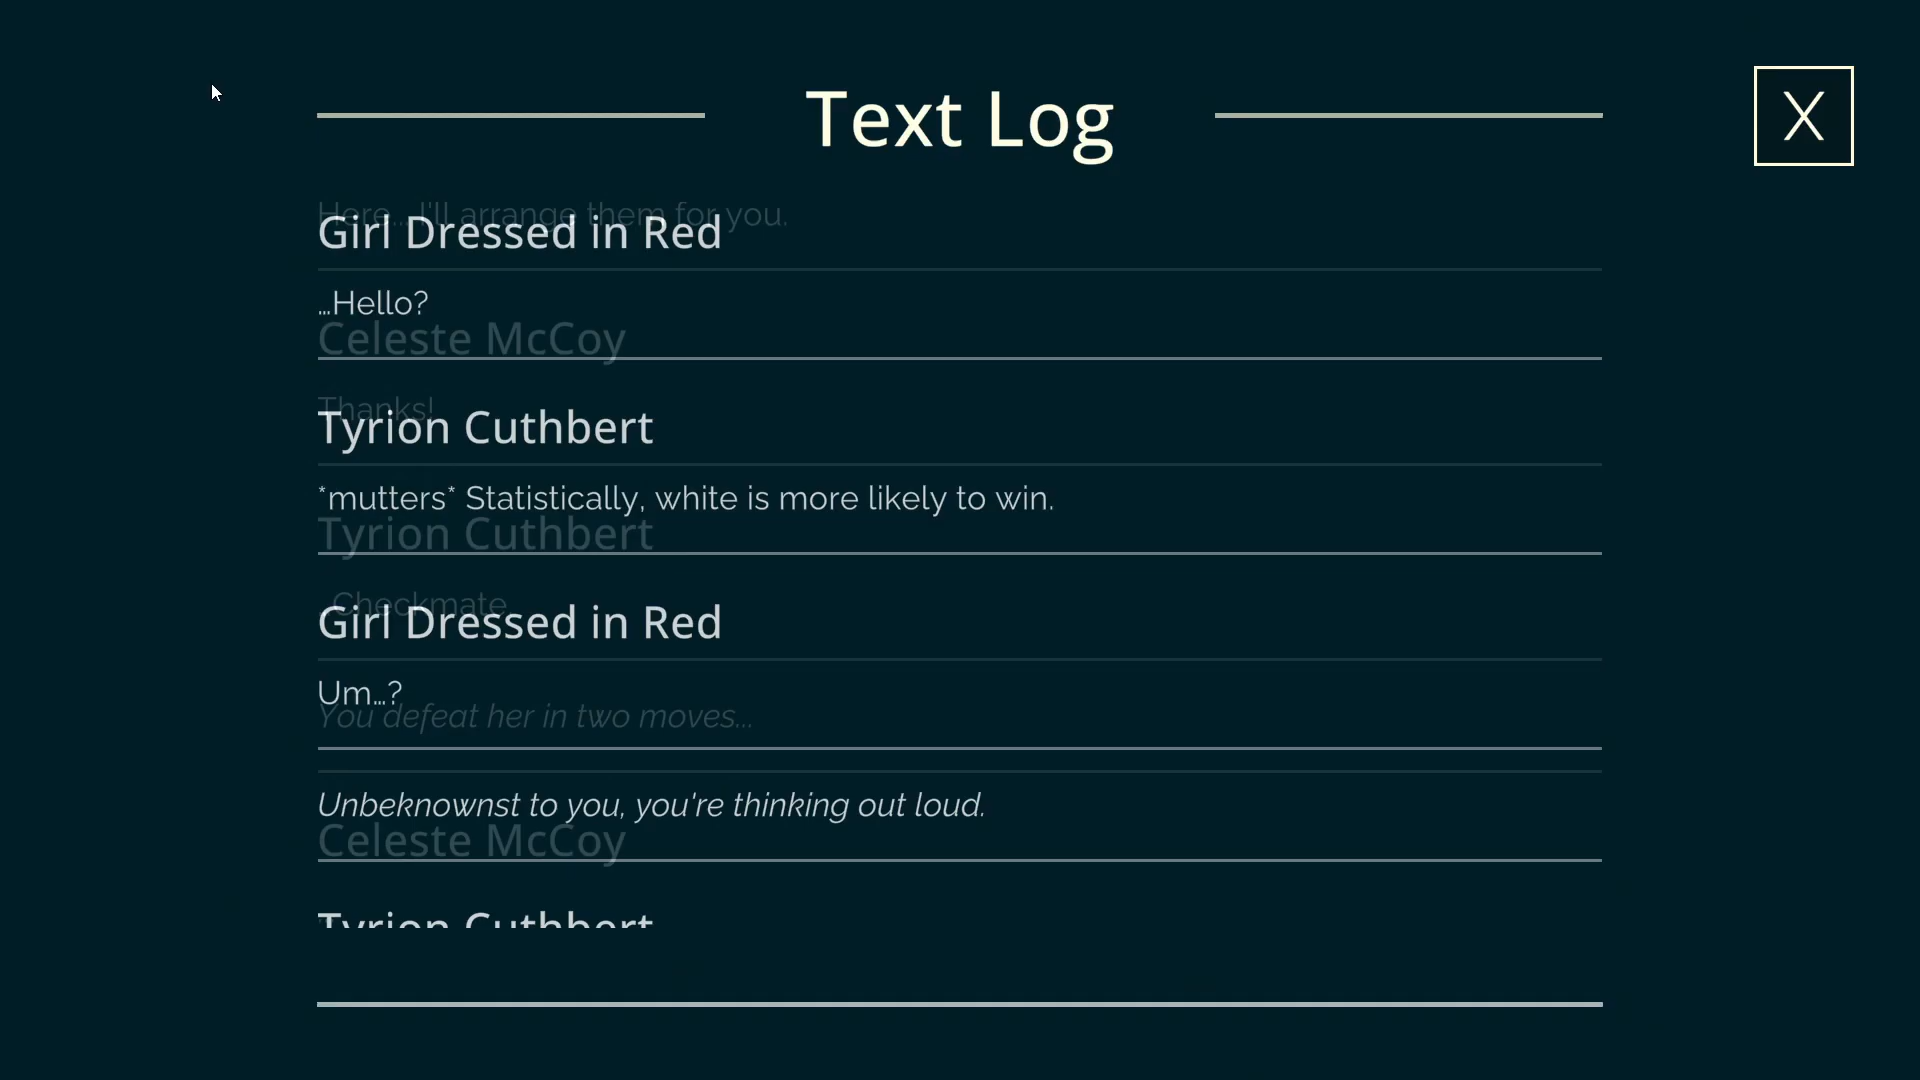 Text Log
X
Here... I'll arrange them for you.
Girl Dressed in Red
...Hello?
Celeste McCoy
Thanks!
Tyrion Cuthbert
*mutters* Statistically, white is more likely to win.
Tyrion Cuthbert
...Checkmate.
Girl Dressed in Red
Um...?
You defeat her in two moves...
Unbeknownst to you, you're thinking out loud.
Celeste McCoy
Tyrion Cuthbert